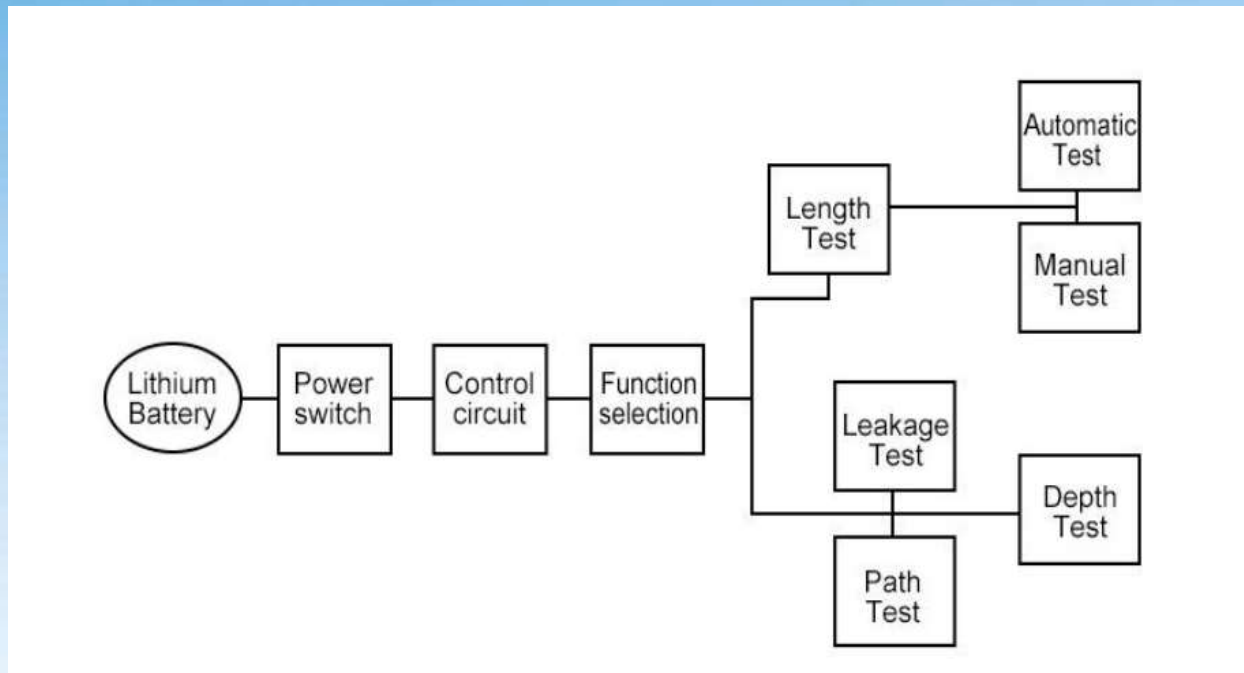 Automatic
Test
Length
Test
Manual
Test
Lithium
Battery
Power
switch
Control
circuit
Function
selection
Leakage
Test
Depth
Test
Path
Test